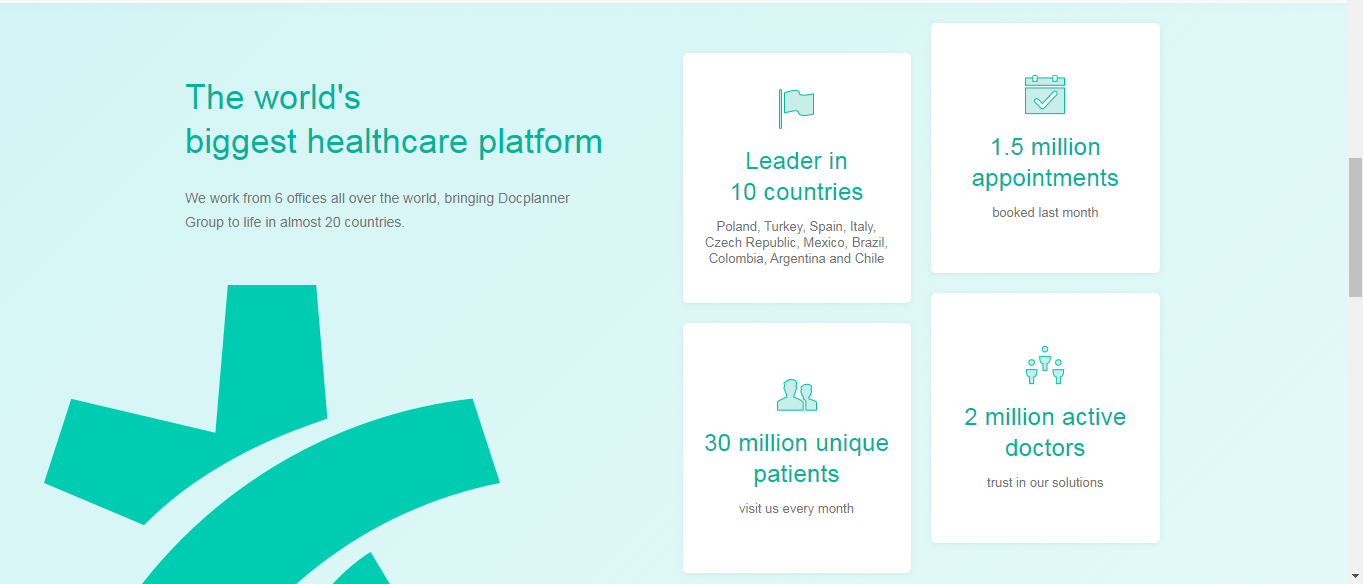 The world's
biggest healthcare platform
We work from 6 offices all over the world, bringing Docplanner
Group to life in almost 20 countries.
Leader in
10 countries
Poland, Turkey, Spain, Italy,
Czech Republic, Mexico, Brazil,
Colombia, Argentina and Chile
1.5 million
appointments
booked last month
30 million unique
patients
visit us every month
2 million active
doctors
trust in our solutions